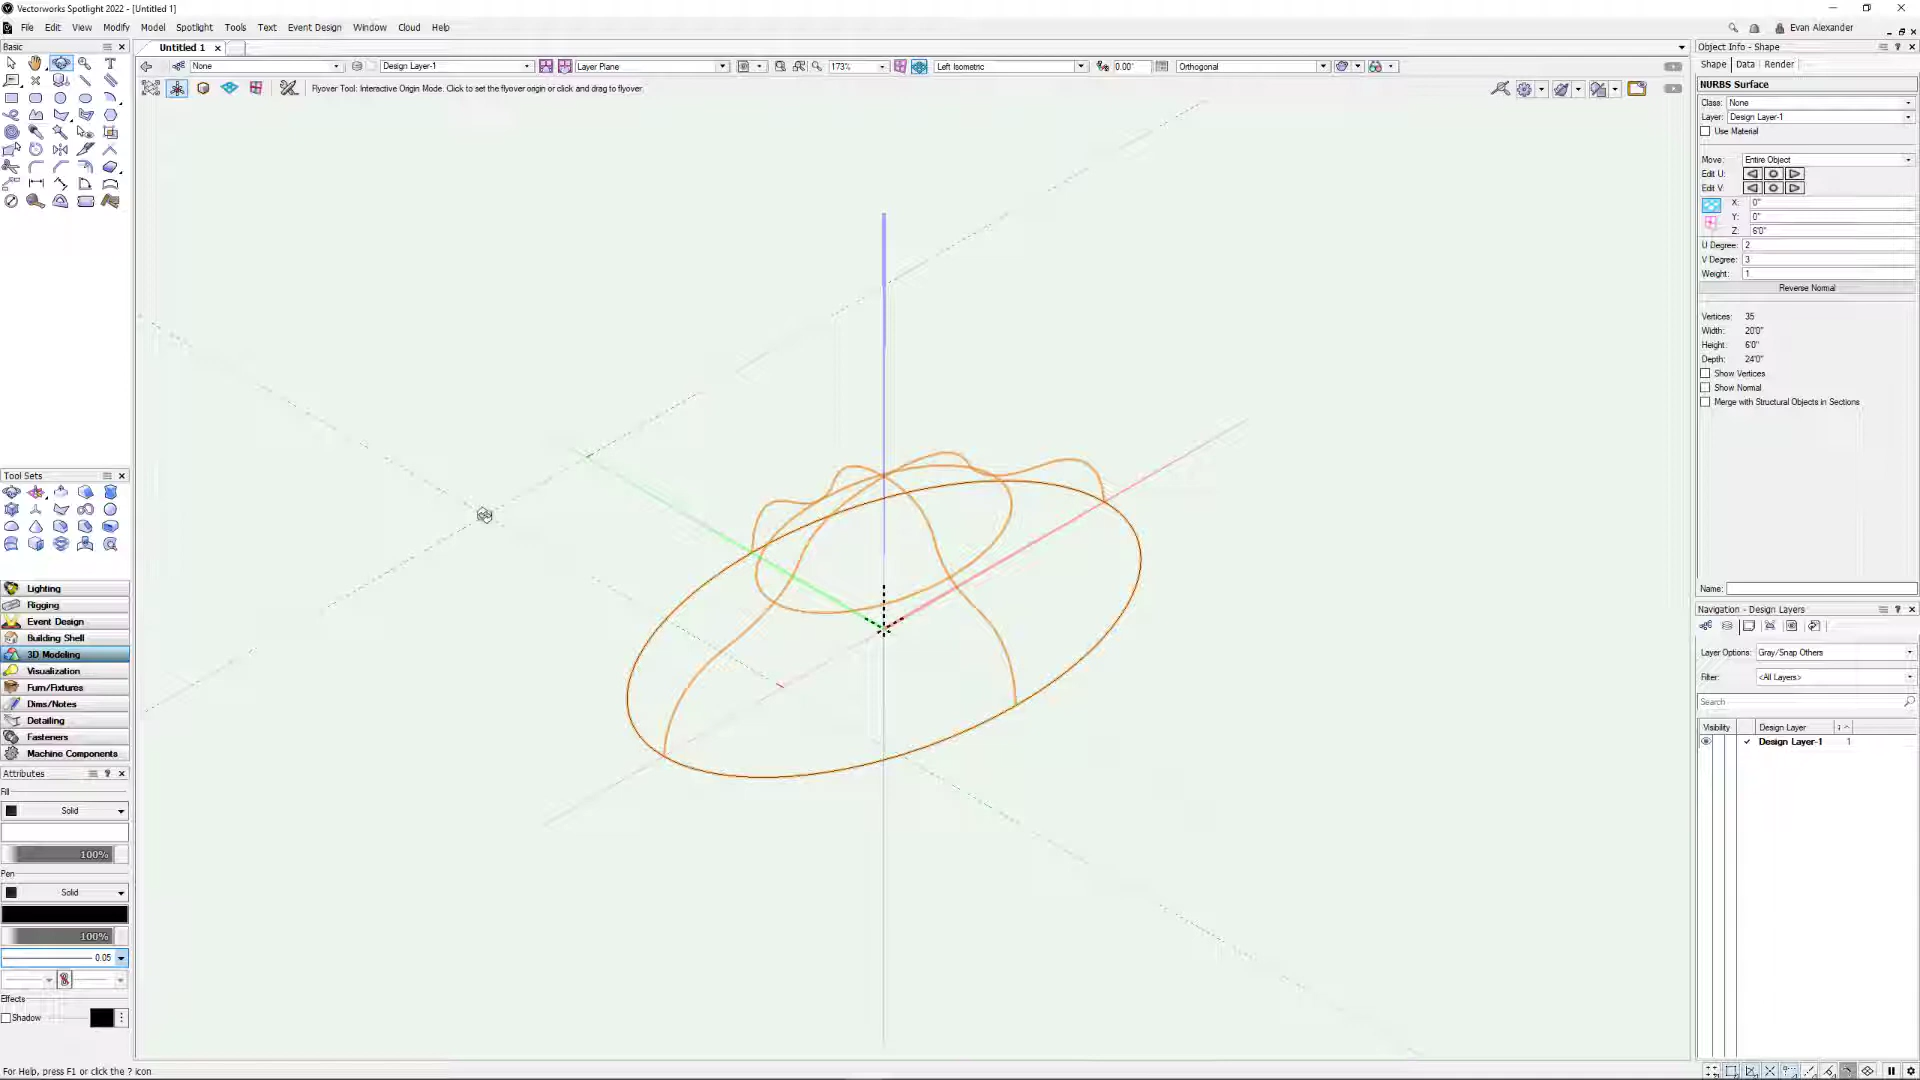 Vectorworks Spotlight 2022 - [Untitled 1]
File Edit View Modify Model Spotlight Tools Text Event Design Window Cloud Help
Evan Alexander
Basic
Untitled 1
Object Info - Shape
None
Design Layer-1
Layer Plane
173%
Left Isometric
0.00°
Orthogonal
Shape Data Render
Flyover Tool: Interactive Origin Mode. Click to set the flyover origin or click and drag to flyover.
NURBS Surface
Class: None
Layer: Design Layer-1
Use Material
Move: Entire Object
Edit U:
Edit V:
X: 0"
Y: 0"
Z: 6'0"
U Degree: 2
V Degree: 3
Weight: 1
Reverse Normal
Vertices: 35
Width: 20'0"
Height: 6'0"
Depth: 24'0"
Show Vertices
Show Normal
Merge with Structural Objects in Sections
Name:
Tool Sets
Lighting
Rigging
Event Design
Building Shell
3D Modeling
Visualization
Furn/Fixtures
Dims/Notes
Detailing
Fasteners
Machine Components
Attributes
Fill
Solid
100%
Pen
Solid
100%
0.05
Effects
Shadow
Navigation - Design Layers
Layer Options: Gray/Snap Others
Filter: <All Layers>
Search
Visibility Design Layer
Design Layer-1 1
For Help, press F1 or click the ? icon